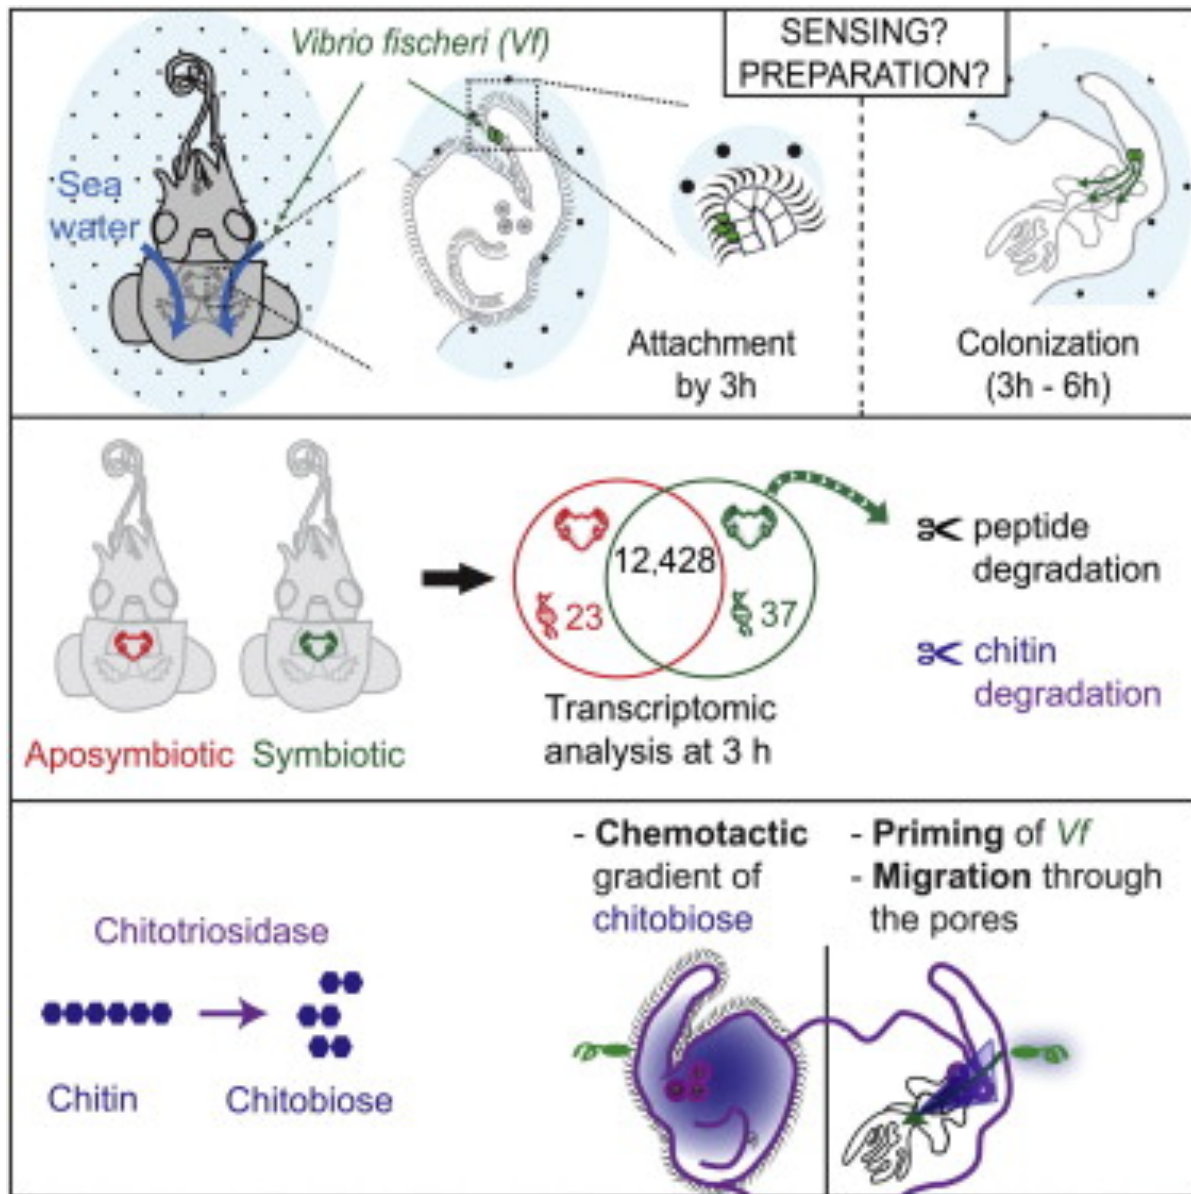 Vibrio fischeri (Vf)
SENSING?
PREPARATION?
Sea
water
Attachment
by 3h
Colonization
(3h - 6h)
12,428
23
37
peptide
degradation
chitin
degradation
Aposymbiotic
Symbiotic
Transcriptomic
analysis at 3 h
- Chemotactic
gradient of
chitobiose
- Priming of Vf
- Migration through
the pores
Chitotriosidase
Chitin
Chitobiose